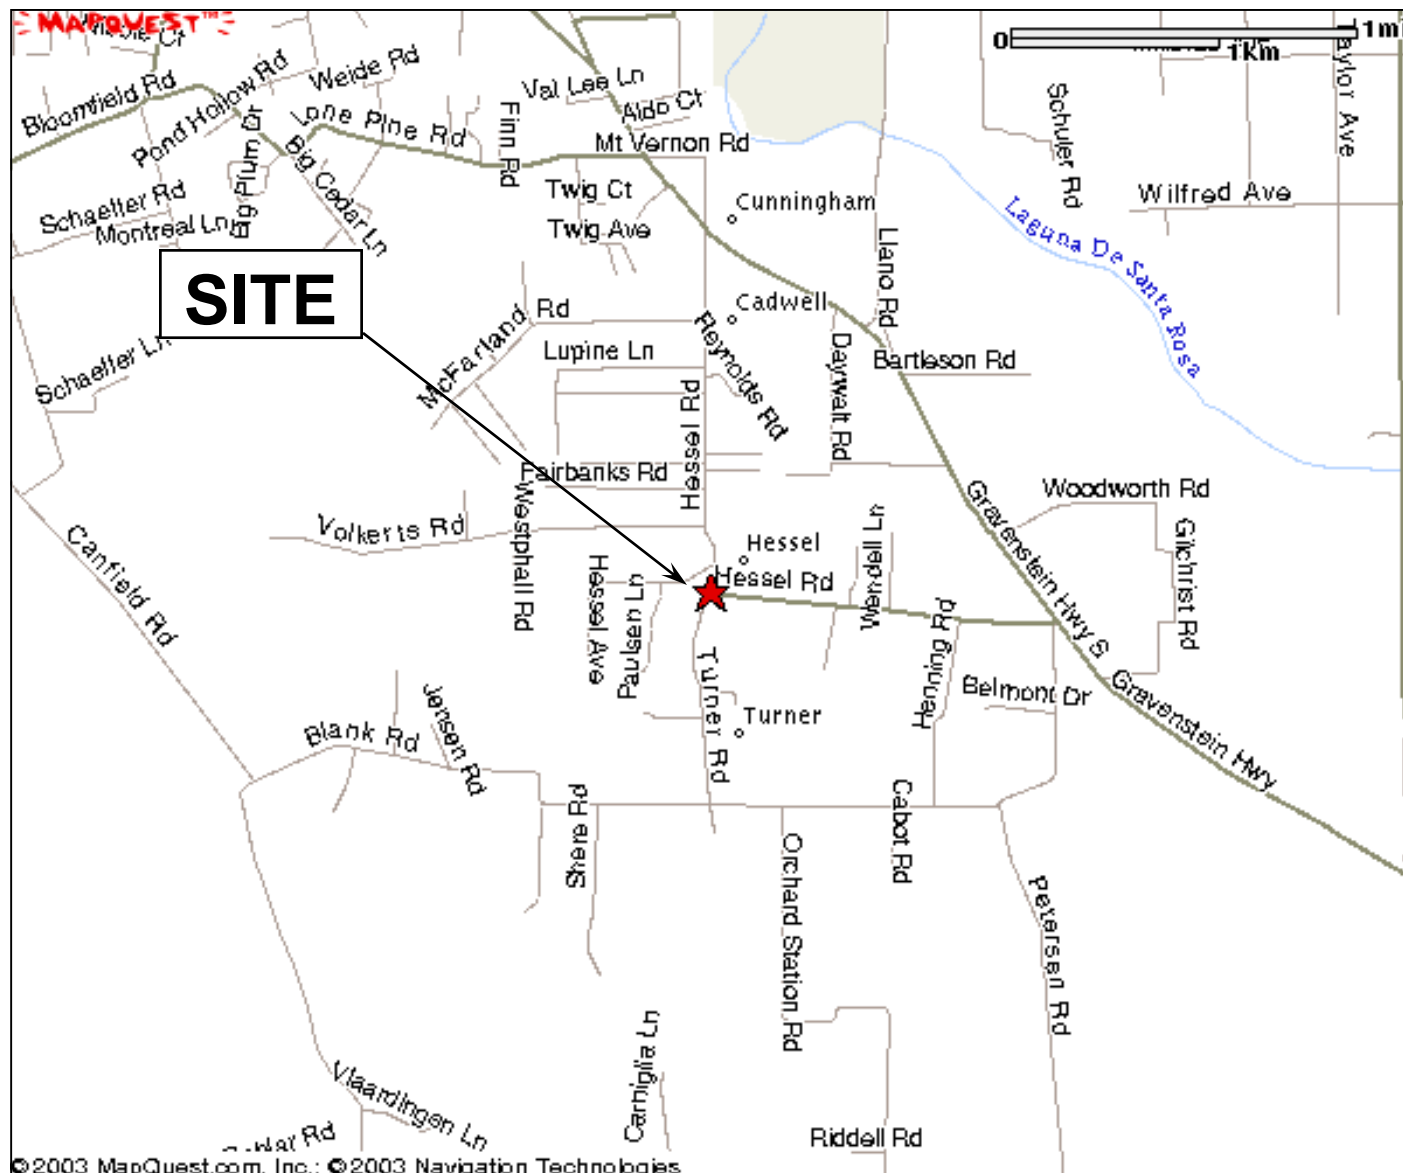 MAPQUEST™
0
1mi
1km
Bloomfield Rd
Pond Hollow Rd
Weide Rd
Big Plum Dr
Lone Pine Rd
Big Cedar Ln
Finn Rd
Val Lee Ln
Aldo Ct
Mt Vernon Rd
Schuler Rd
Taylor Ave
Wilfred Ave
Schaeffer Rd
Montreal Ln
Twig Ct
Twig Ave
Cunningham
Llano Rd
Laguna De Santa Rosa
SITE
Cadwell
McFarland Rd
Lupine Ln
Reynolds Rd
Hessel Rd
Daywalt Rd
Bartleson Rd
Schaeffer Ln
Fairbanks Rd
Westphall Rd
Volkerts Rd
Canfield Rd
Hessel
Hessel Rd
Hessel Ave
Paulsen Ln
Wendell Ln
Gravenstein Hwy S
Woodworth Rd
Gilchrist Rd
Henning Rd
Belmont Dr
Gravenstein Hwy
Turner Rd
Turner
Blank Rd
Jensen Rd
Shera Rd
Cabot Rd
Orchard Station Rd
Petersen Rd
Carniglia Ln
Vlaardingen Ln
Rd
Riddell Rd
©2003 MapQuest.com, Inc.; ©2003 Navigation Technologies